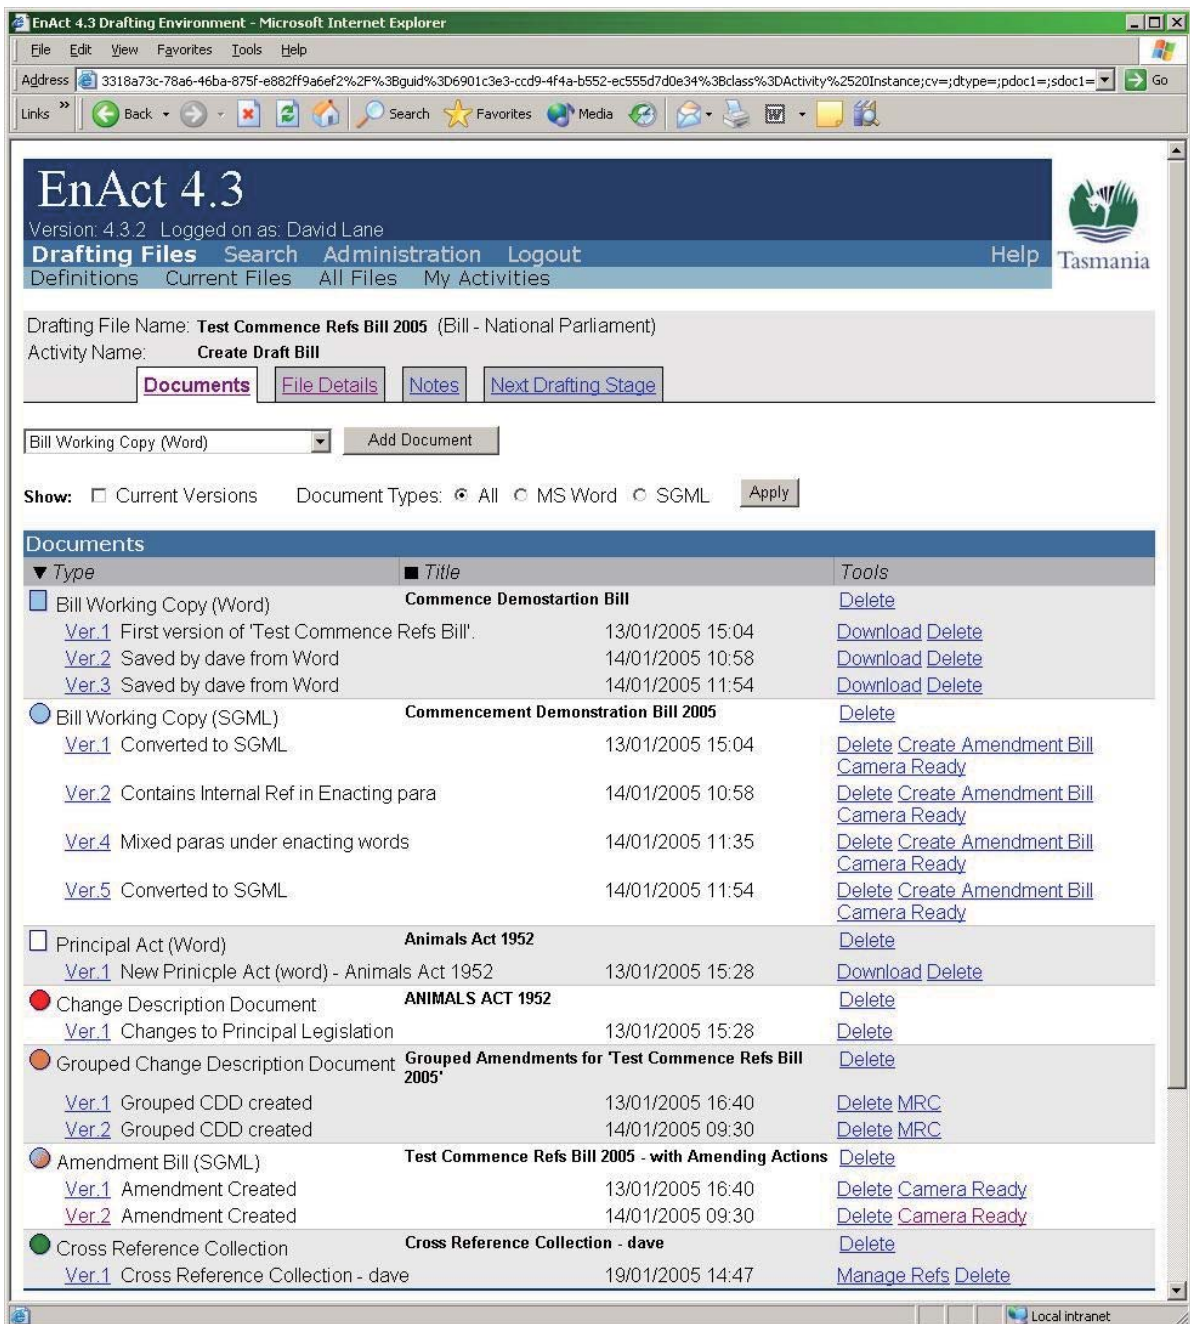 EnAct 4.3 Drafting Environment - Microsoft Internet Explorer
File Edit View Favorites Tools Help
Address 3318a73c-78a6-46ba-875f-e882ff9a6ef2%2F%3Bguid%3D6901c3e3-ccd9-4f4a-b552-ec555d7d0e34%3Bclass%3DActivity%2520Instance;cv=;dtype=;pdoc1=;sdoc1= Go
Links » Back Search Favorites Media
EnAct 4.3
Version: 4.3.2 Logged on as: David Lane
Drafting Files Search Administration Logout Help
Tasmania
Definitions Current Files All Files My Activities
Drafting File Name: Test Commence Refs Bill 2005 (Bill - National Parliament)
Activity Name: Create Draft Bill
Documents File Details Notes Next Drafting Stage
Bill Working Copy (Word) Add Document
Show: Current Versions Document Types: All MS Word SGML Apply
Documents
▼ Type ■ Title Tools
Bill Working Copy (Word) Commence Demostartion Bill Delete
Ver.1 First version of 'Test Commence Refs Bill'. 13/01/2005 15:04 Download Delete
Ver.2 Saved by dave from Word 14/01/2005 10:58 Download Delete
Ver.3 Saved by dave from Word 14/01/2005 11:54 Download Delete
Bill Working Copy (SGML) Commencement Demonstration Bill 2005 Delete
Ver.1 Converted to SGML 13/01/2005 15:04 Delete Create Amendment Bill
Camera Ready
Ver.2 Contains Internal Ref in Enacting para 14/01/2005 10:58 Delete Create Amendment Bill
Camera Ready
Ver.4 Mixed paras under enacting words 14/01/2005 11:35 Delete Create Amendment Bill
Camera Ready
Ver.5 Converted to SGML 14/01/2005 11:54 Delete Create Amendment Bill
Camera Ready
Principal Act (Word) Animals Act 1952 Delete
Ver.1 New Prinicple Act (word) - Animals Act 1952 13/01/2005 15:28 Download Delete
Change Description Document ANIMALS ACT 1952 Delete
Ver.1 Changes to Principal Legislation 13/01/2005 15:28 Delete
Grouped Change Description Document Grouped Amendments for 'Test Commence Refs Bill Delete
2005'
Ver.1 Grouped CDD created 13/01/2005 16:40 Delete MRC
Ver.2 Grouped CDD created 14/01/2005 09:30 Delete MRC
Amendment Bill (SGML) Test Commence Refs Bill 2005 - with Amending Actions Delete
Ver.1 Amendment Created 13/01/2005 16:40 Delete Camera Ready
Ver.2 Amendment Created 14/01/2005 09:30 Delete Camera Ready
Cross Reference Collection Cross Reference Collection - dave Delete
Ver.1 Cross Reference Collection - dave 19/01/2005 14:47 Manage Refs Delete
Local intranet